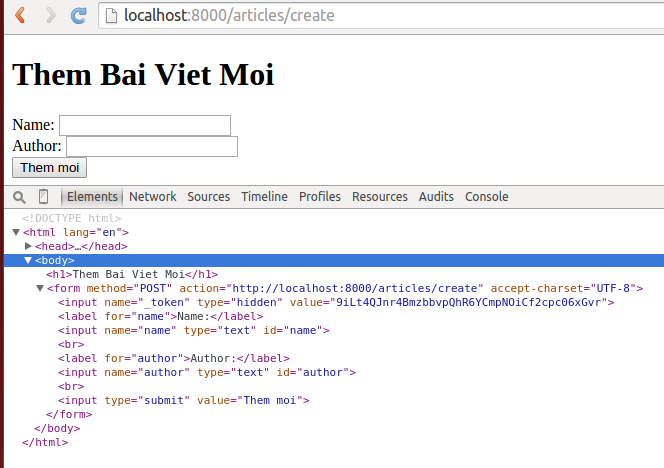 localhost:8000/articles/create
Them Bai Viet Moi
Name:
Author:
Them moi
Elements Network Sources Timeline Profiles Resources Audits Console
<!DOCTYPE html>
<html lang="en">
<head>…</head>
<body>
<h1>Them Bai Viet Moi</h1>
<form method="POST" action="http://localhost:8000/articles/create" accept-charset="UTF-8">
<input name="_token" type="hidden" value="9iLt4QJnr4BmzbbvpQhR6YCmpNOiCf2cpc06xGvr">
<label for="name">Name:</label>
<input name="name" type="text" id="name">
<br>
<label for="author">Author:</label>
<input name="author" type="text" id="author">
<br>
<input type="submit" value="Them moi">
</form>
</body>
</html>